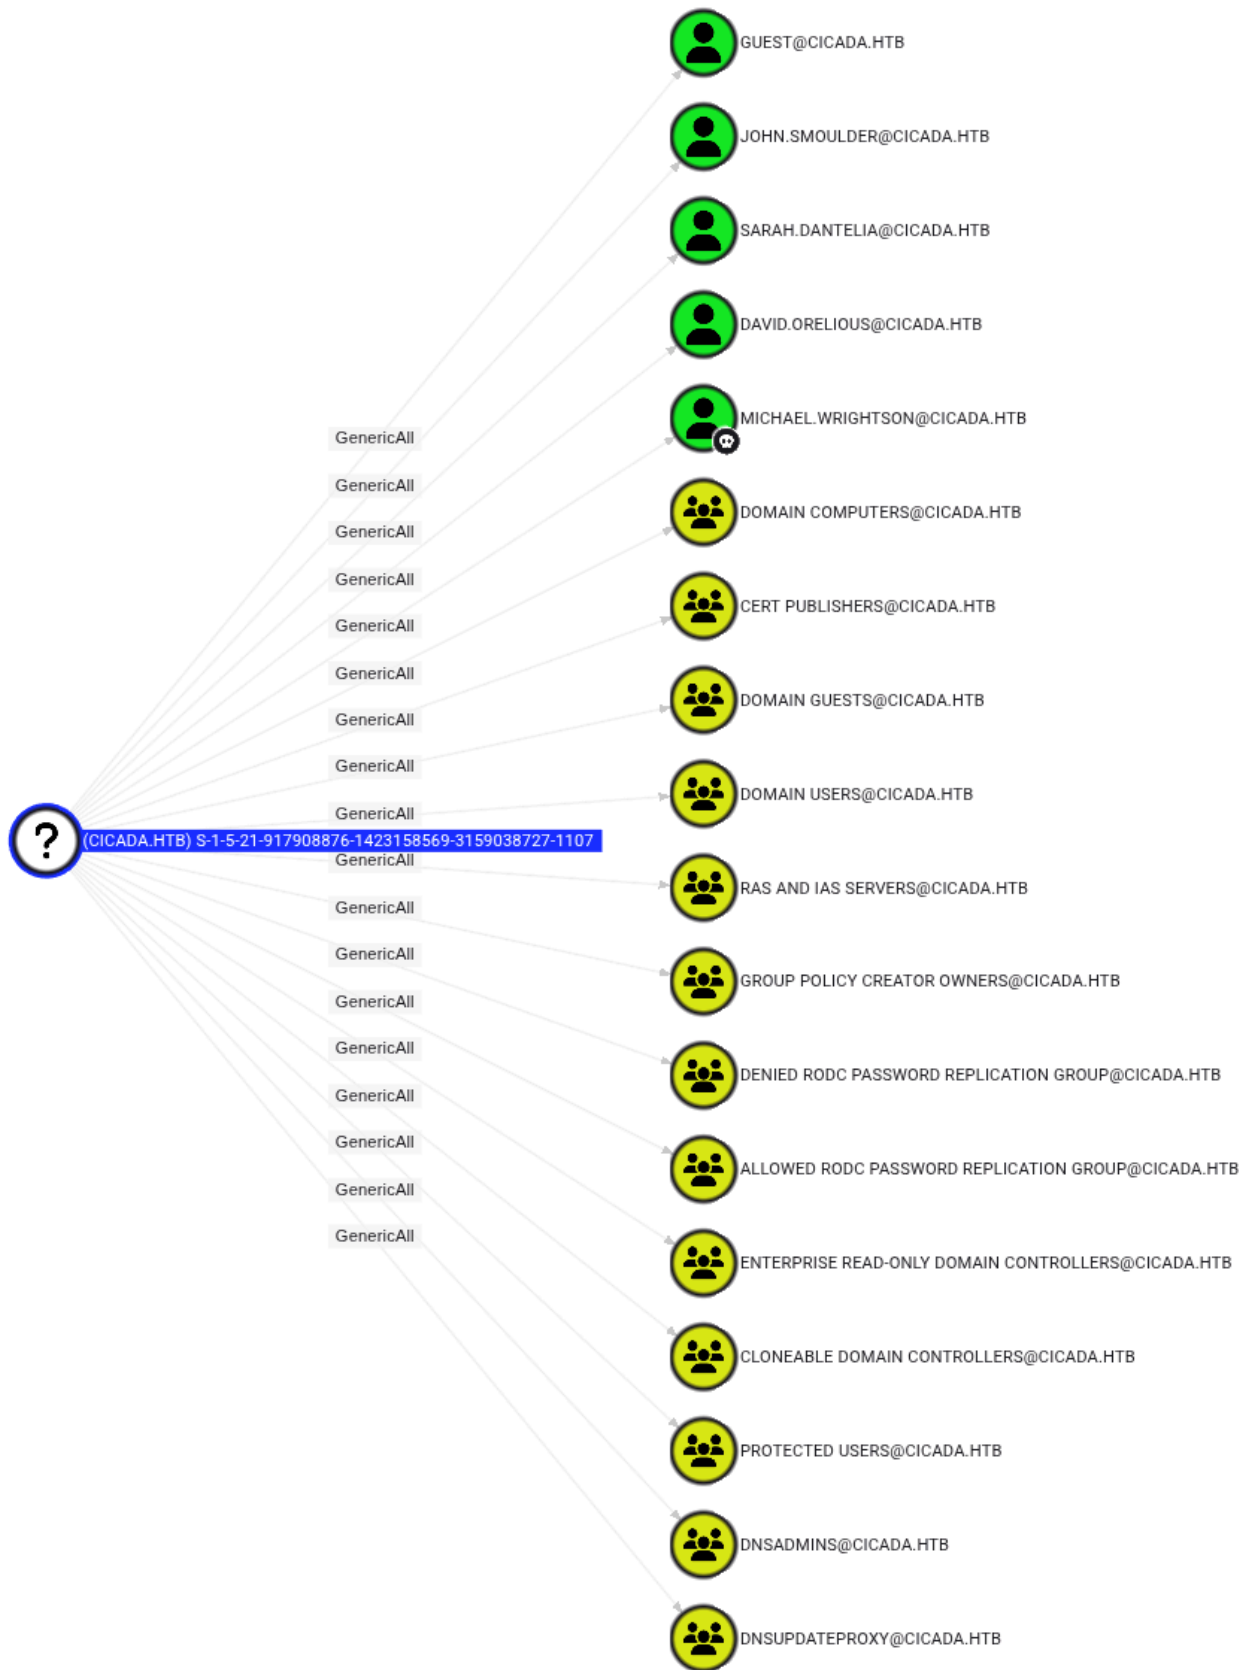 GUEST@CICADA.HTB
JOHN.SMOULDER@CICADA.HTB
SARAH.DANTELIA@CICADA.HTB
DAVID.ORELIOUS@CICADA.HTB
MICHAEL.WRIGHTSON@CICADA.HTB
GenericAll
GenericAll
DOMAIN COMPUTERS@CICADA.HTB
GenericAll
GenericAll
CERT PUBLISHERS@CICADA.HTB
GenericAll
GenericAll
DOMAIN GUESTS@CICADA.HTB
GenericAll
GenericAll
DOMAIN USERS@CICADA.HTB
GenericAll
(CICADA.HTB) S-1-5-21-917908876-1423158569-3159038727-1107
GenericAll
RAS AND IAS SERVERS@CICADA.HTB
GenericAll
GenericAll
GROUP POLICY CREATOR OWNERS@CICADA.HTB
GenericAll
GenericAll
DENIED RODC PASSWORD REPLICATION GROUP@CICADA.HTB
GenericAll
GenericAll
ALLOWED RODC PASSWORD REPLICATION GROUP@CICADA.HTB
GenericAll
GenericAll
ENTERPRISE READ-ONLY DOMAIN CONTROLLERS@CICADA.HTB
CLONEABLE DOMAIN CONTROLLERS@CICADA.HTB
PROTECTED USERS@CICADA.HTB
DNSADMINS@CICADA.HTB
DNSUPDATEPROXY@CICADA.HTB